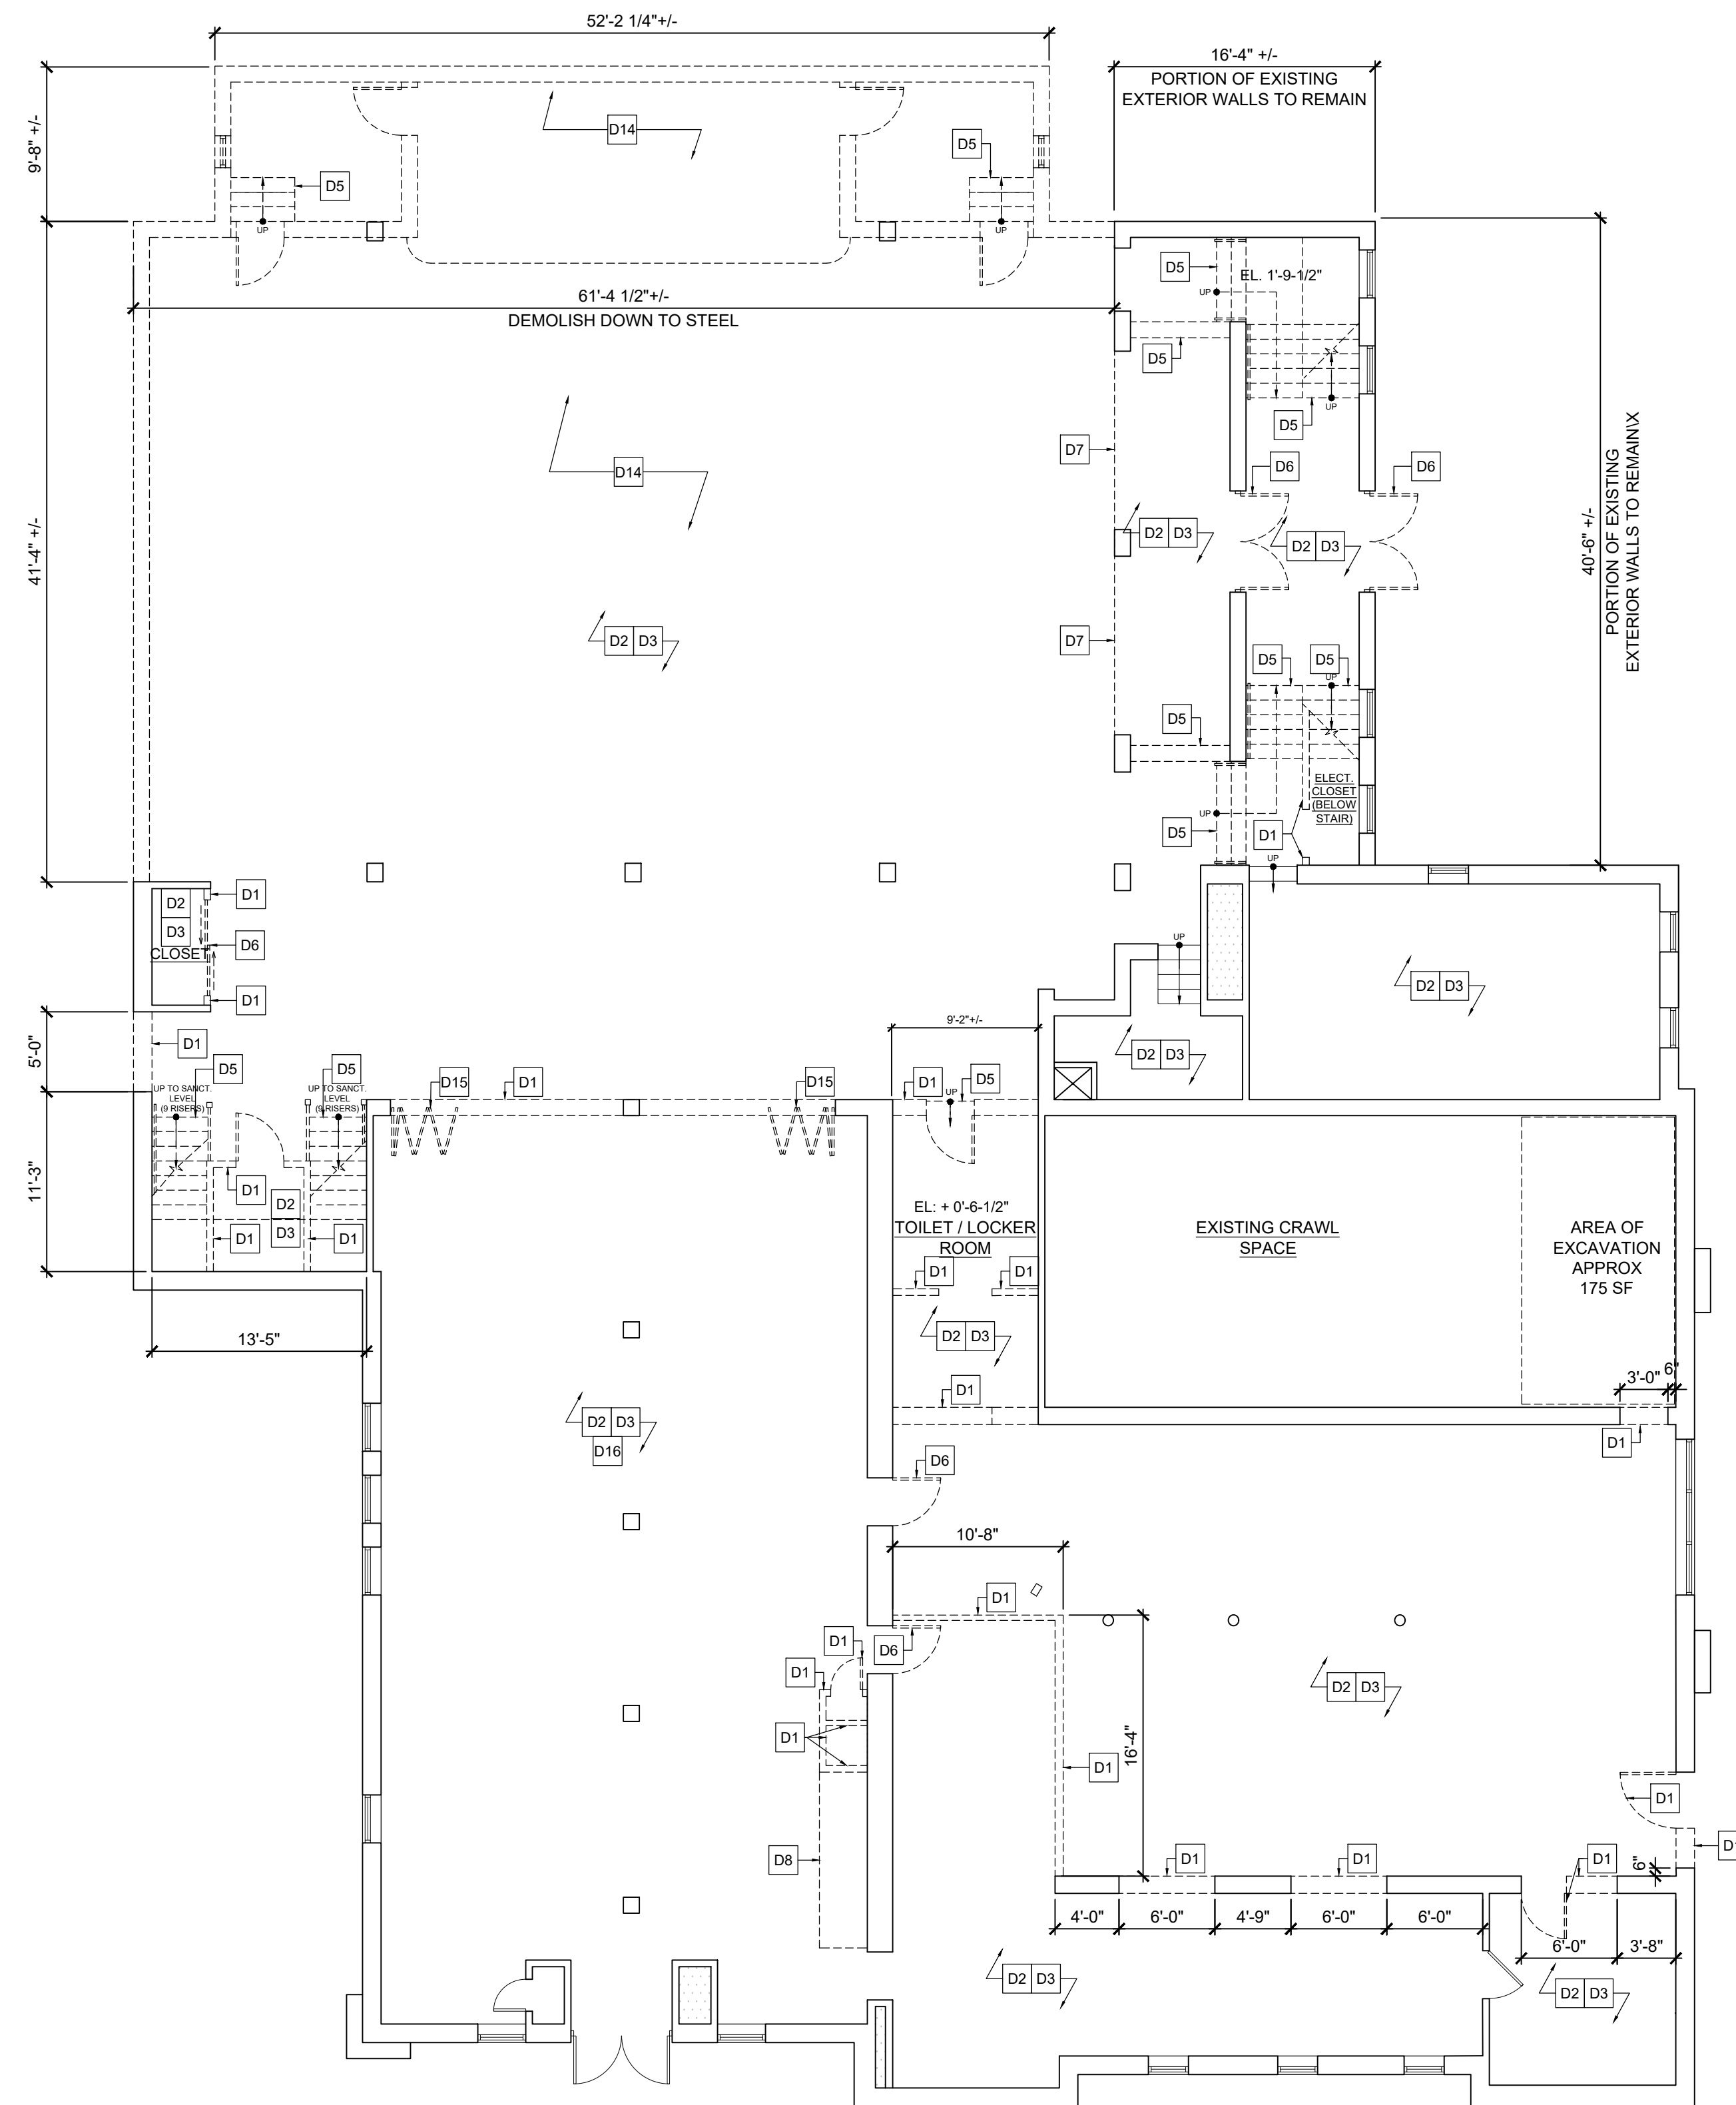 52'-2 1/4"+/-
16'-4" +/-
PORTION OF EXISTING
EXTERIOR WALLS TO REMAIN
9'-8" +/-
D14
D5
D5
UP
UP
61'-4 1/2"+/-
DEMOLISH DOWN TO STEEL
D5
EL. 1'-9-1/2"
UP
D5
UP
D5
D7
D14
D6
D6
D2 D3
D2 D3
41'-4" +/-
40'-6" +/-
PORTION OF EXISTING
EXTERIOR WALLS TO REMAIN\X
D2 D3
D7
D5
D5
UP
D5
ELECT.
CLOSET
(BELOW
STAIR)
UP
D5
D1
UP
D2
D3
CLOSET
D1
D6
D1
UP
D2 D3
5'-0"
D1
9'-2"+/-
D2 D3
D5
D5
UP TO SANCT.
LEVEL
(9 RISERS)
UP TO SANCT.
LEVEL
(9 RISERS)
D15
D1
D15
D1
D5
UP
11'-3"
D1
D2
D3
D1
D1
EL: + 0'-6-1/2"
TOILET / LOCKER
ROOM
EXISTING CRAWL
SPACE
AREA OF
EXCAVATION
APPROX
175 SF
D1
D1
13'-5"
D2 D3
3'-0"
6"
D1
D2 D3
D16
D1
D6
10'-8"
D1
D1
D6
D1
D2 D3
D1
16'-4"
D1
D1
D8
D1
D1
D1
6"
4'-0"
6'-0"
4'-9"
6'-0"
6'-0"
6'-0"
3'-8"
D2 D3
D2 D3